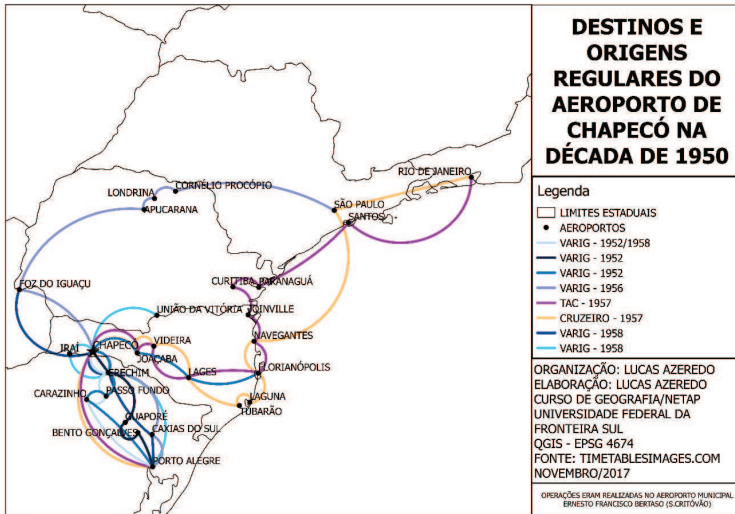 DESTINOS E
ORIGENS
REGULARES DO
AEROPORTO DE
CHAPECÓ NA
DÉCADA DE 1950
RIO DE JANEIRO
CORNÉLIO PROCÓPIO
LONDRINA
APUCARANA
SÃO PAULO
SANTOS
FOZ DO IGUAÇU
CURITIBA
PARANAGUÁ
UNIÃO DA VITÓRIA
JOINVILLE
NAVEGANTES
CHAPECÓ
VIDEIRA
IRAÍ
JOAÇABA
ERECHIM
LAGES
FLORIANÓPOLIS
CARAZINHO
PASSO FUNDO
LAGUNA
TUBARÃO
GUAPORÉ
BENTO GONÇALVES
CAXIAS DO SUL
PORTO ALEGRE
Legenda
LIMITES ESTADUAIS
AEROPORTOS
VARIG - 1952/1958
VARIG - 1952
VARIG - 1952
VARIG - 1956
TAC - 1957
CRUZEIRO - 1957
VARIG - 1958
VARIG - 1958
ORGANIZAÇÃO: LUCAS AZEREDO
ELABORAÇÃO: LUCAS AZEREDO
CURSO DE GEOGRAFIA/NETAP
UNIVERSIDADE FEDERAL DA
FRONTEIRA SUL
QGIS - EPSG 4674
FONTE: TIMETABLESIMAGES.COM
NOVEMBRO/2017
OPERAÇÕES ERAM REALIZADAS NO AEROPORTO MUNICIPAL
ERNESTO FRANCISCO BERTASO (S.CRITÓVÃO)